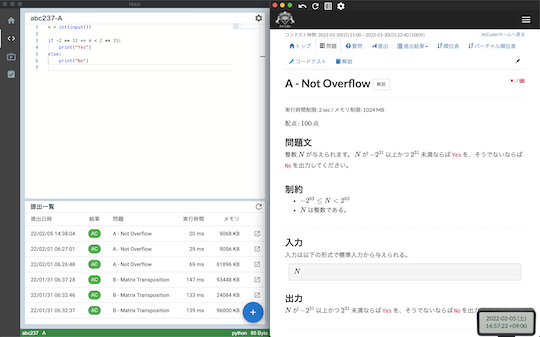 abc237-A
1 n = int(input())
2
3 if -2 ** 31 <= n < 2 ** 31:
4 print("Yes")
5 else:
6 print("No")
7
提出一覧
提出日時 結果 問題 実行時間 メモリ
22/02/05 14:38:04 AC A - Not Overflow 20 ms 9068 KB
22/02/01 06:27:01 AC A - Not Overflow 29 ms 9056 KB
22/02/01 06:26:48 AC A - Not Overflow 69 ms 61896 KB
22/01/31 06:37:28 AC B - Matrix Transposition 147 ms 93448 KB
22/01/31 06:32:46 AC B - Matrix Transposition 133 ms 24084 KB
22/01/31 06:32:37 AC B - Matrix Transposition 139 ms 96000 KB
abc237 A python 85 Byte
コンテスト時間: 2022-01-30(日) 21:00 ~ 2022-01-30(日) 22:40 (100分) AtCoderホームへ戻る
トップ 問題 質問 提出 提出結果 順位表 バーチャル順位表
コードテスト 解説
A - Not Overflow 解説
実行時間制限: 2 sec / メモリ制限: 1024 MB
配点 : 100 点
問題文
整数 N が与えられます。 N が −2^31 以上かつ 2^31 未満ならば Yes を、そうでないならば
No を出力してください。
制約
• −2^63 ≤ N < 2^63
• N は整数である。
入力
入力は以下の形式で標準入力から与えられる。
N
出力
N が −2^31 以上かつ 2^31 未満ならば Yes を、そうでないならば No を出力
2022-02-05 (土)
14:57:22 +09:00